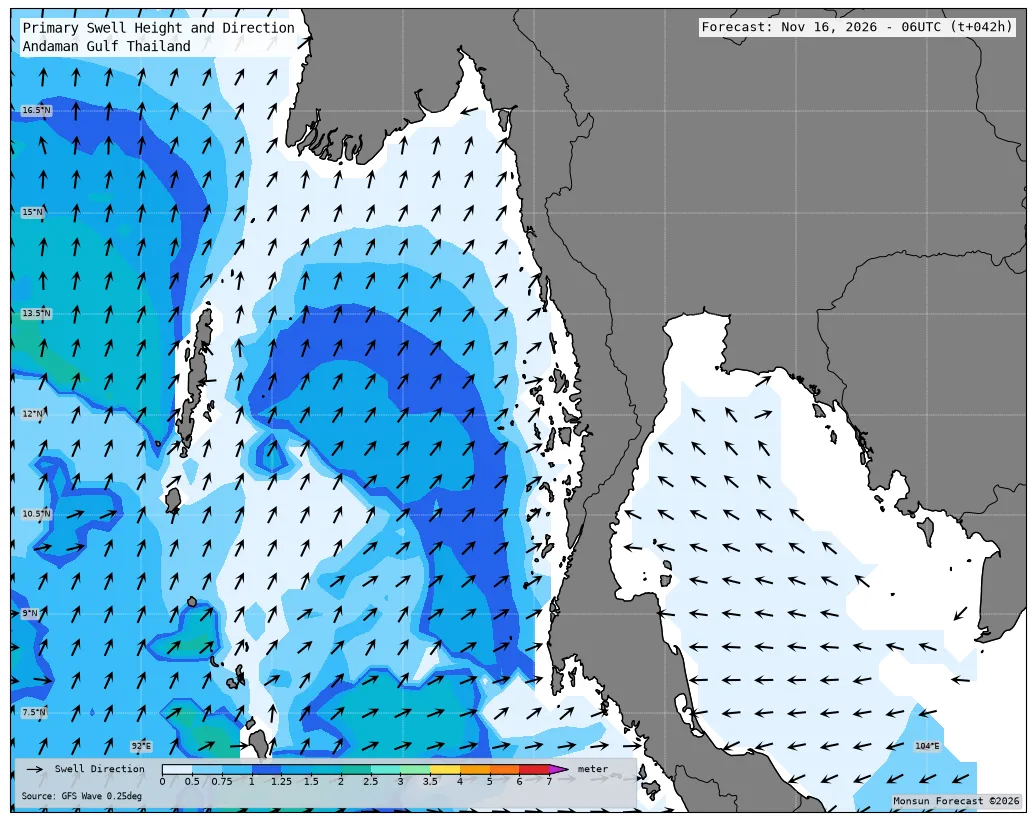 Primary Swell Height and Direction
Andaman Gulf Thailand
Forecast: Nov 16, 2026 - 06UTC (t+042h)
16.5°N
15°N
13.5°N
12°N
10.5°N
9°N
7.5°N
92°E
104°E
Swell Direction
meter
0 0.5 0.75 1 1.25 1.5 2 2.5 3 3.5 4 5 6 7
Source: GFS Wave 0.25deg
Monsun Forecast ©2026